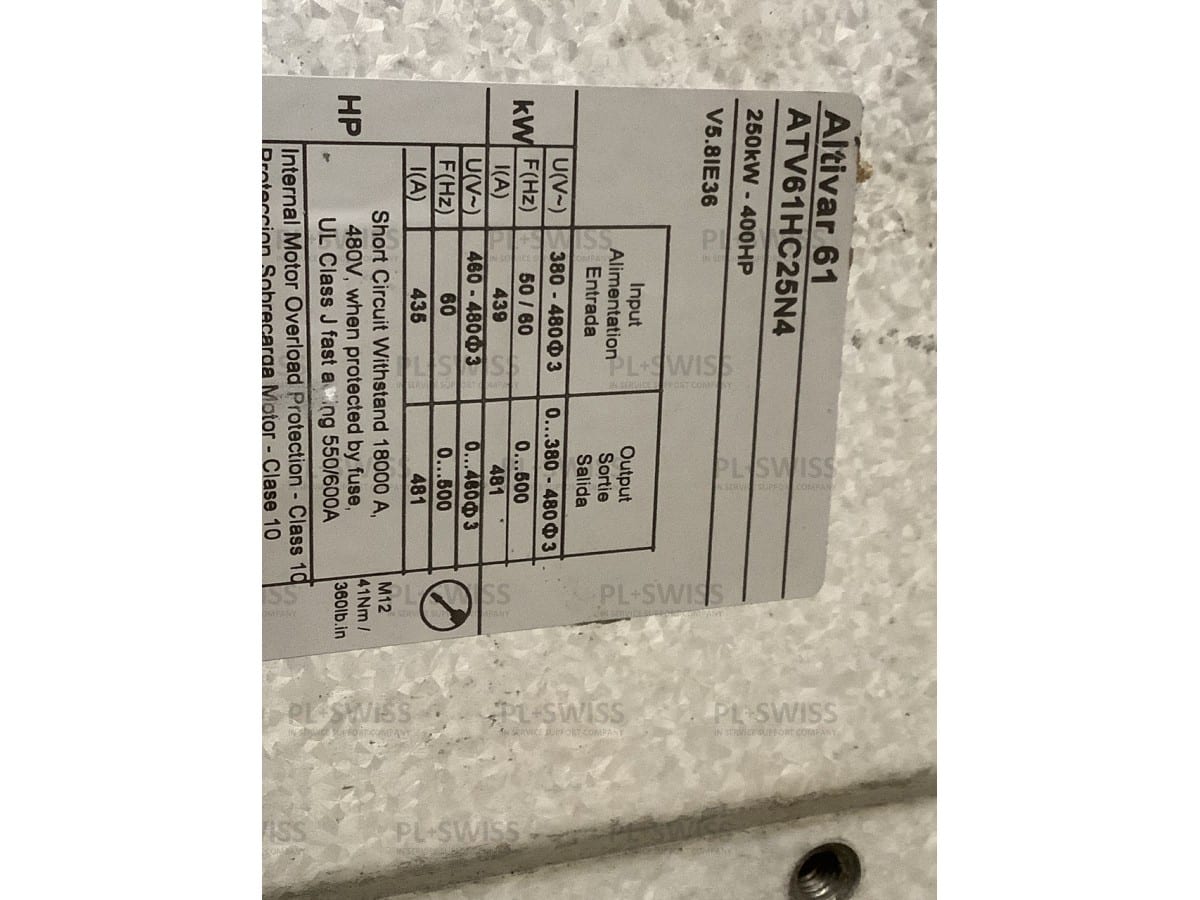 Altivar 61
ATV61HC25N4
250kW - 400HP
V5.8IE36
Input Output
Alimentation Sortie
Entrada Salida
kW
U(V~) 380 - 480Φ3 0...380 - 480Φ3
F(Hz) 50 / 60 0...500
I(A) 439 481
HP
U(V~) 460 - 480Φ3 0...460Φ3
F(Hz) 60 0...500
I(A) 435 481
Short Circuit Withstand 18000 A,
480V, when protected by fuse,
UL Class J fast 550/600A
M12
41Nm /
360lb.in
Internal Motor Overload Protection - Class 10
Proteccion Sobrecarga Motor - Clase 10
PL+SWISS
IN SERVICE SUPPORT COMPANY